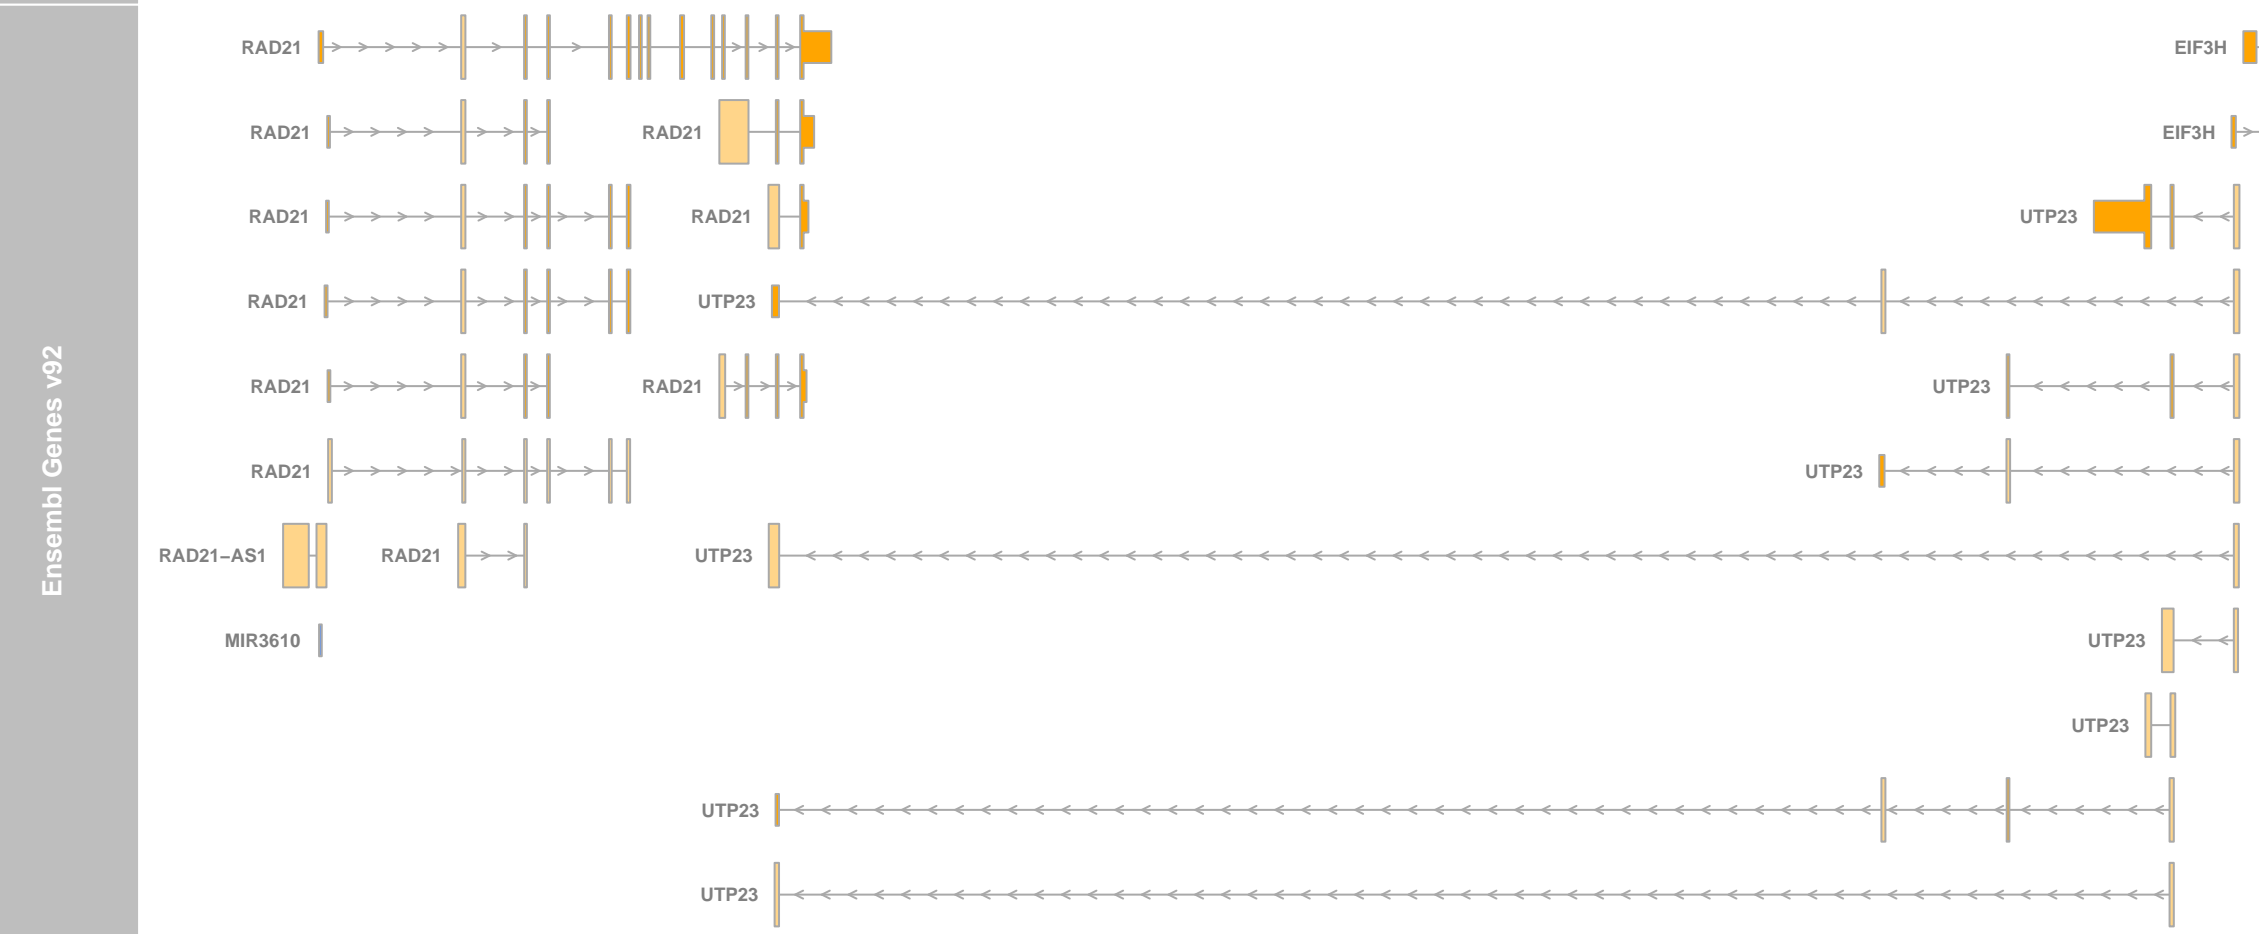 Ensembl Genes v92
RAD21 EIF3H
RAD21 RAD21 EIF3H
RAD21 RAD21 UTP23
RAD21 UTP23
RAD21 RAD21 UTP23
RAD21 UTP23
RAD21−AS1 RAD21 UTP23
MIR3610 UTP23
UTP23
UTP23
UTP23